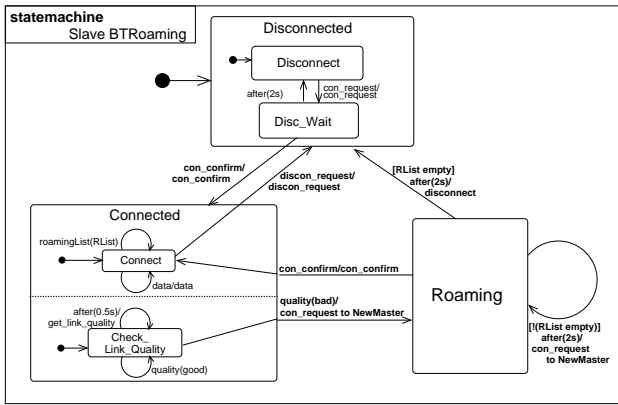 statemachine
Slave BTRoaming
Disconnected
Disconnect
after(2s)
con_request/
con_request
Disc_Wait
con_confirm/
con_confirm
discon_request/
discon_request
[RList empty]
after(2s)/
disconnect
Connected
roamingList(RList)
Connect
data/data
con_confirm/con_confirm
Roaming
after(0.5s)/
get_link_quality
quality(bad)/
con_request to NewMaster
Check_
Link_Quality
quality(good)
[!(RList empty)]
after(2s)/
con_request
to NewMaster